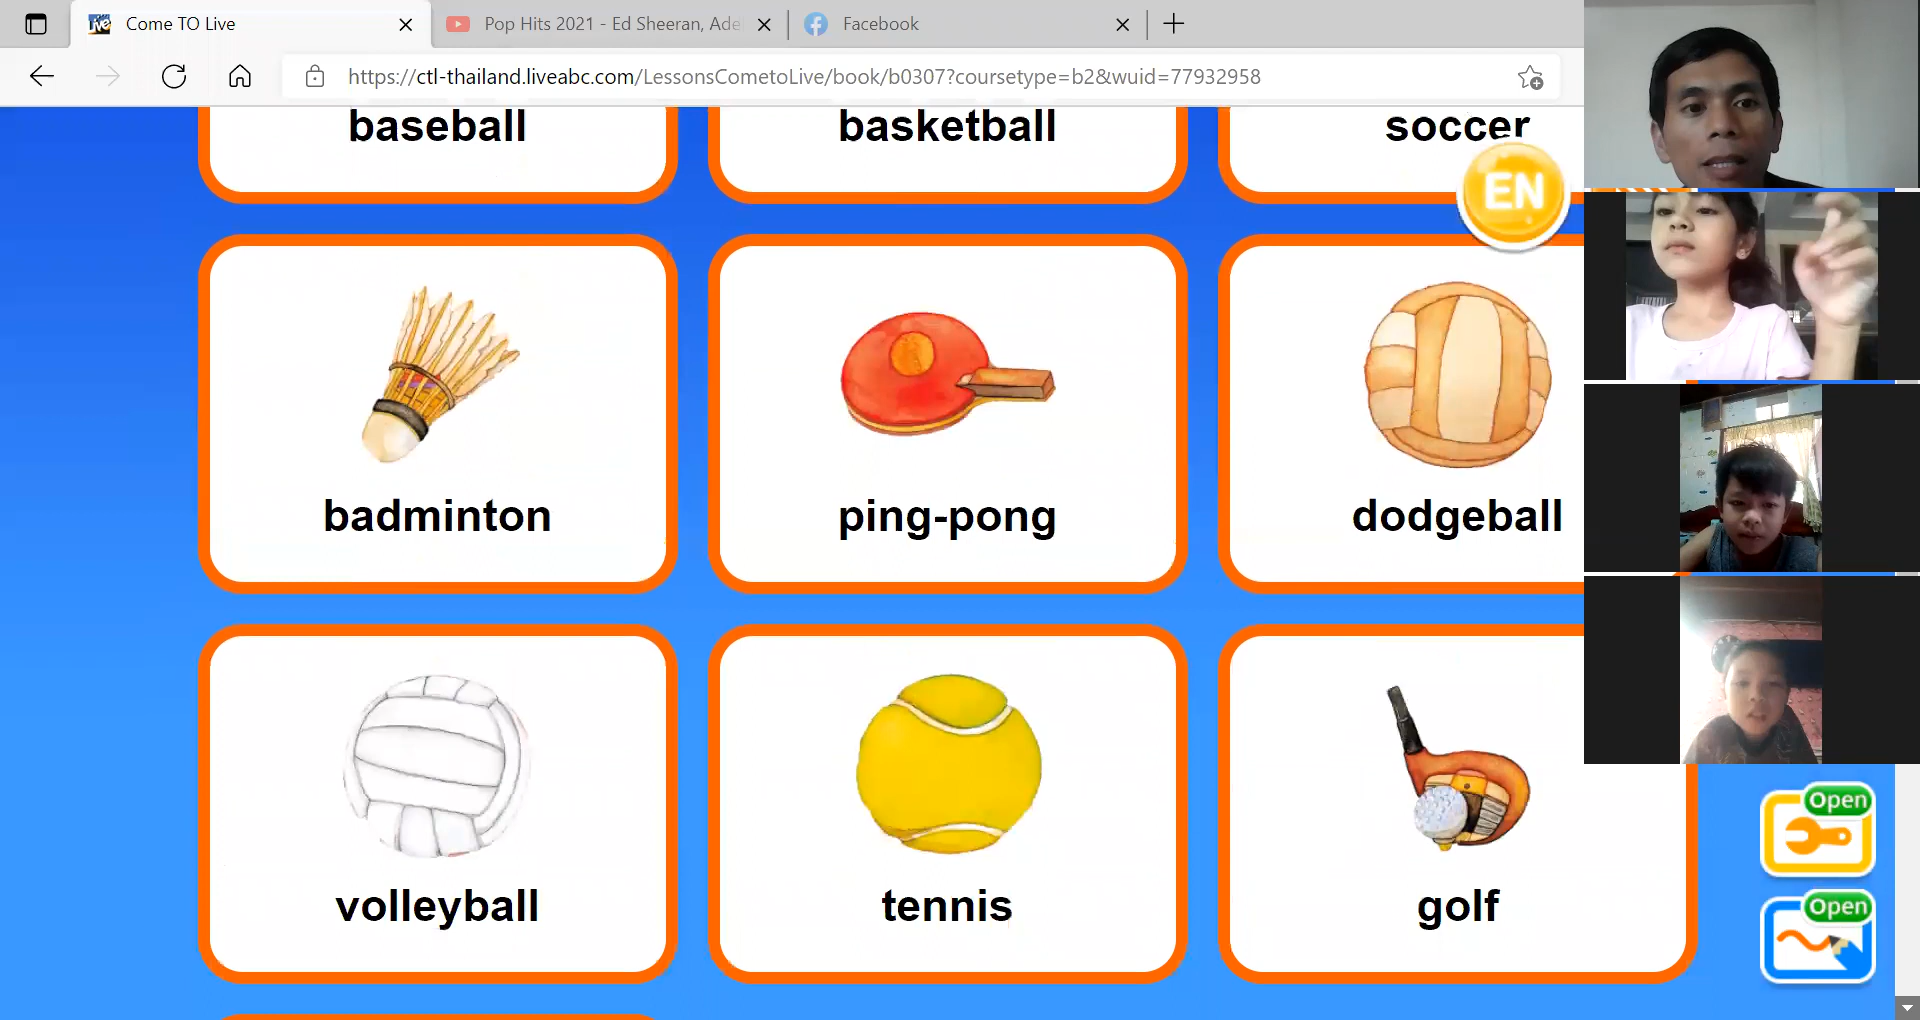 Come TO Live
Pop Hits 2021 - Ed Sheeran, Ade
Facebook
https://ctl-thailand.liveabc.com/LessonsCometoLive/book/b0307?coursetype=b2&wuid=77932958
baseball
basketball
soccer
EN
badminton
ping-pong
dodgeball
volleyball
tennis
golf
Open
Open